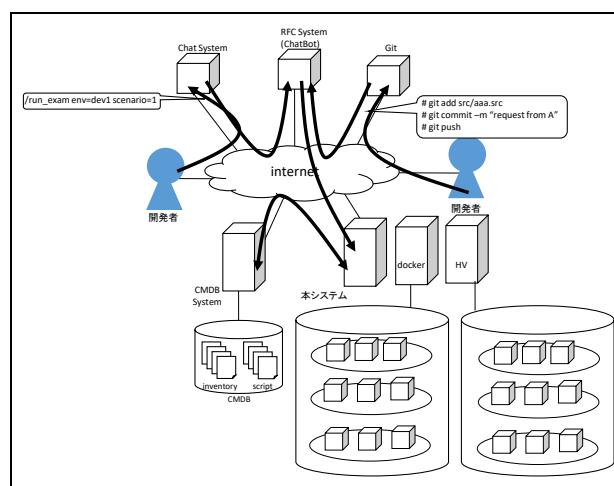 RFC System
(ChatBot)
Chat System
Git
/run_exam env=dev1 scenario=1
# git add src/aaa.src
# git commit –m “request from A”
# git push
internet
開発者
開発者
CMDB
System
本システム
docker
HV
inventory
script
CMDB